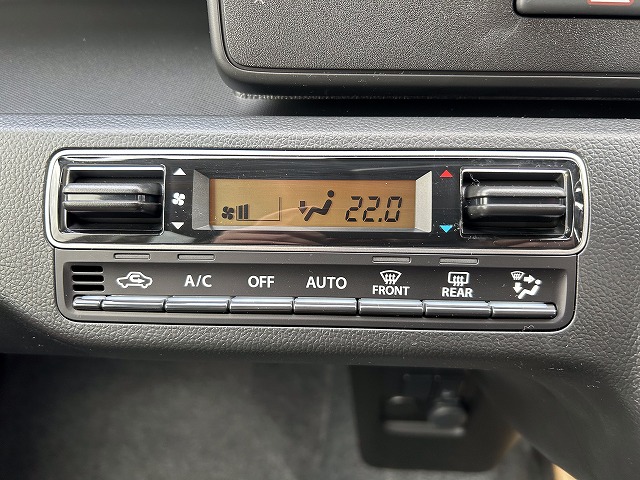 22.0
A/C OFF AUTO FRONT REAR